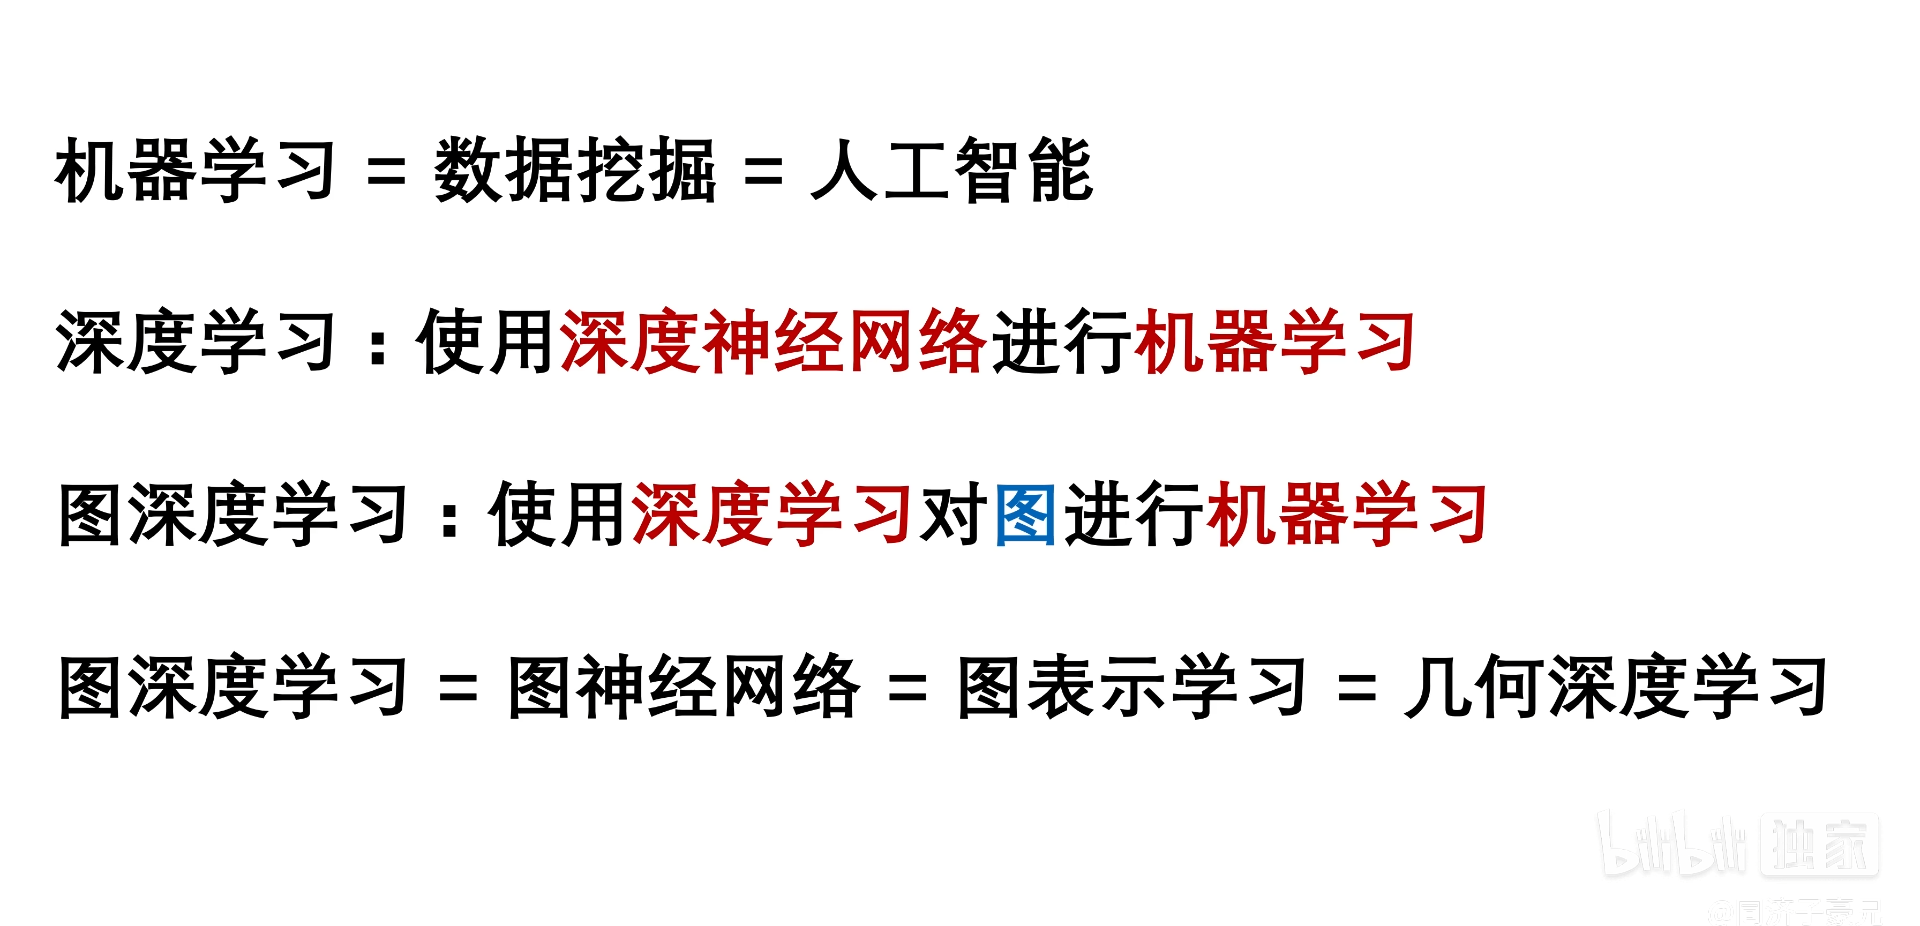 机器学习 = 数据挖掘 = 人工智能
深度学习：使用深度神经网络进行机器学习
图深度学习：使用深度学习对图进行机器学习
图深度学习 = 图神经网络 = 图表示学习 = 几何深度学习
bilibili 独家
@同济子豪兄